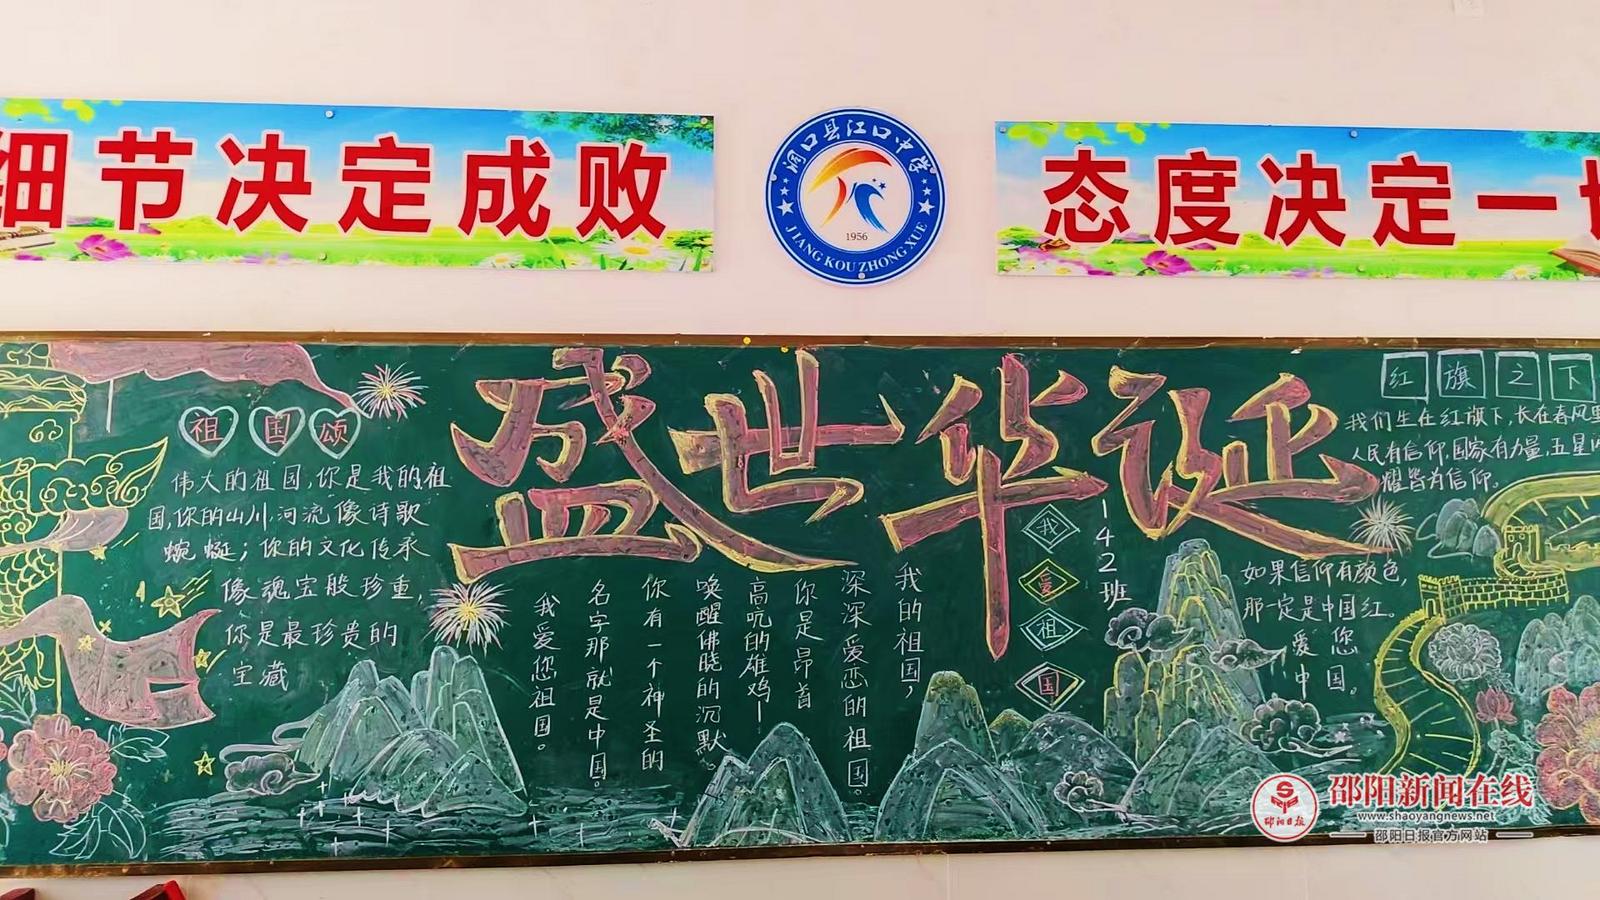 细节决定成败
洞口县江口中学
1956
JIANG KOU ZHONG XUE
态度决定一切
盛世华诞
祖国颂
伟大的祖国,你是我的祖
国,你的山川,河流像诗歌
蜿蜒;你的文化传承
像魂宝般珍重,
你是最珍贵的
宝藏
我的祖国,
深深爱恋的祖国。
你是昂首
高吭的雄鸡—
唤醒佛晓的沉默。
你有一个神圣的
名字那就是中国。
我爱您祖国。
我爱祖国
142班
红旗之下
我们生在红旗下,长在春风里
人民有信仰,国家有力量,五星闪
耀皆为信仰。
如果信仰有颜色,
那一定是中国红。
爱您
中国。
邵阳日报
邵阳新闻在线
www.shaoyangnews.net
邵阳日报官方网站